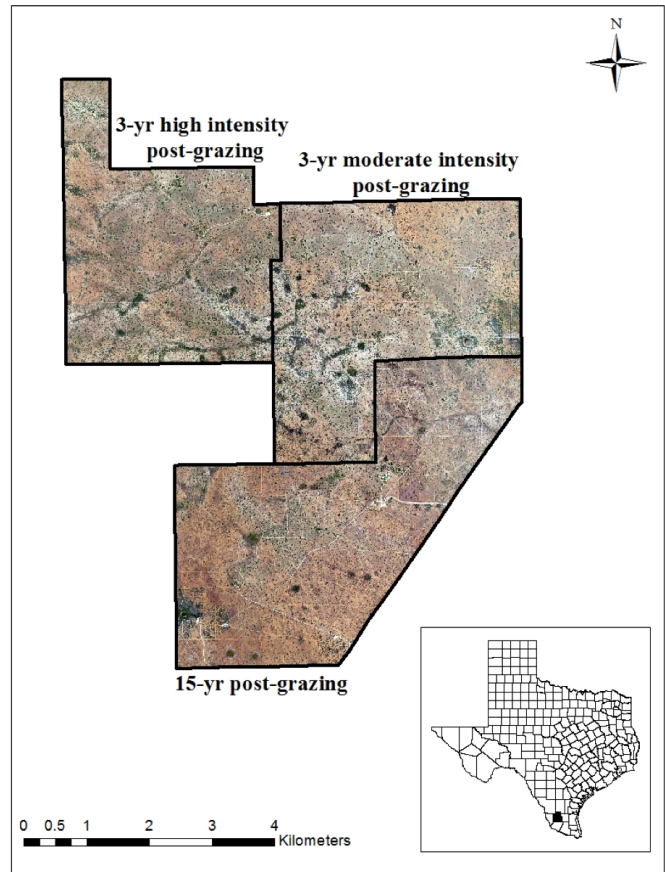 N
3-yr high intensity
post-grazing
3-yr moderate intensity
post-grazing
15-yr post-grazing
0 0.5 1 2 3 4
Kilometers